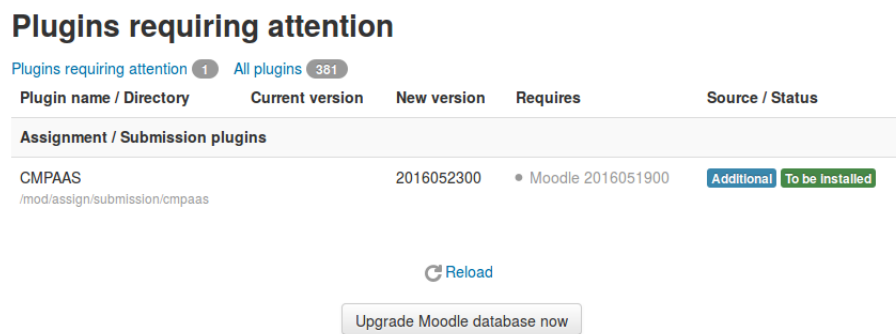 Plugins requiring attention
Plugins requiring attention 1 All plugins 381
Plugin name / Directory Current version New version Requires Source / Status
Assignment / Submission plugins
CMPAAS 2016052300 Moodle 2016051900 Additional To be installed
/mod/assign/submission/cmpaas
Reload
Upgrade Moodle database now